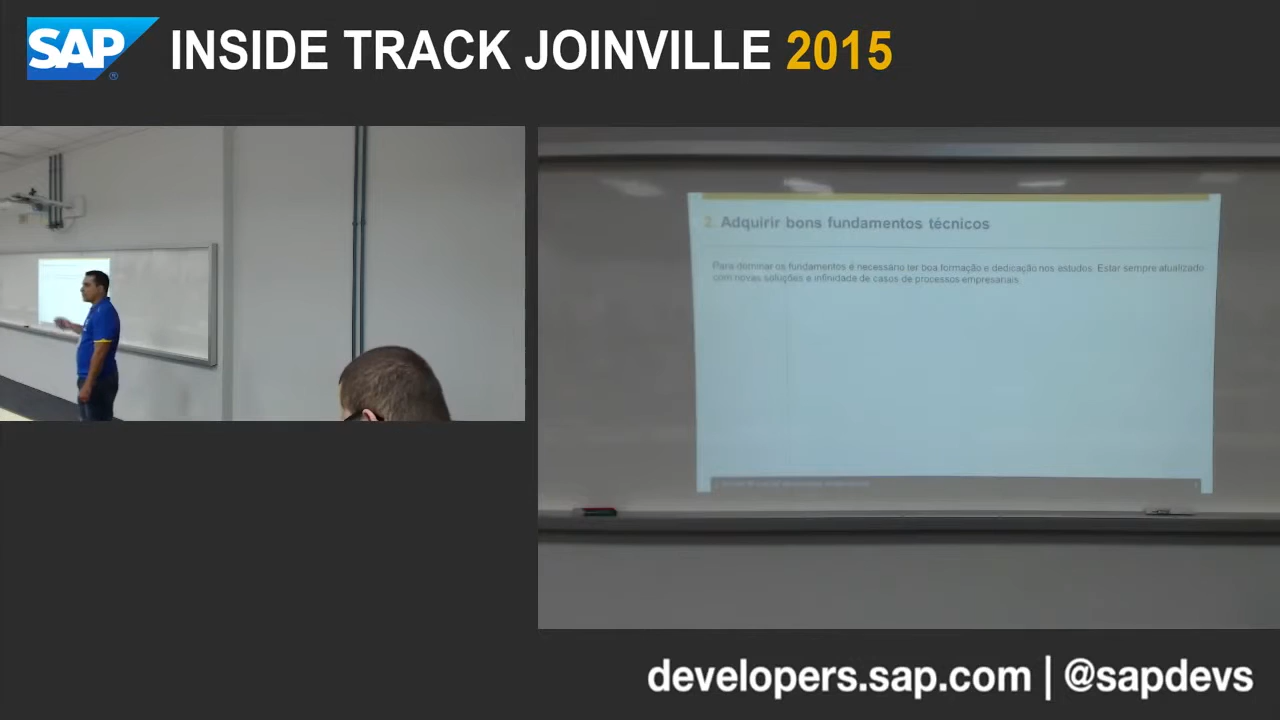 SAP
INSIDE TRACK JOINVILLE 2015
2. Adquirir bons fundamentos técnicos
Para dominar os fundamentos é necessário ter boa formação e dedicação nos estudos. Estar sempre atualizado
com novas soluções e infinidade de casos de processos empresariais
developers.sap.com | @sapdevs